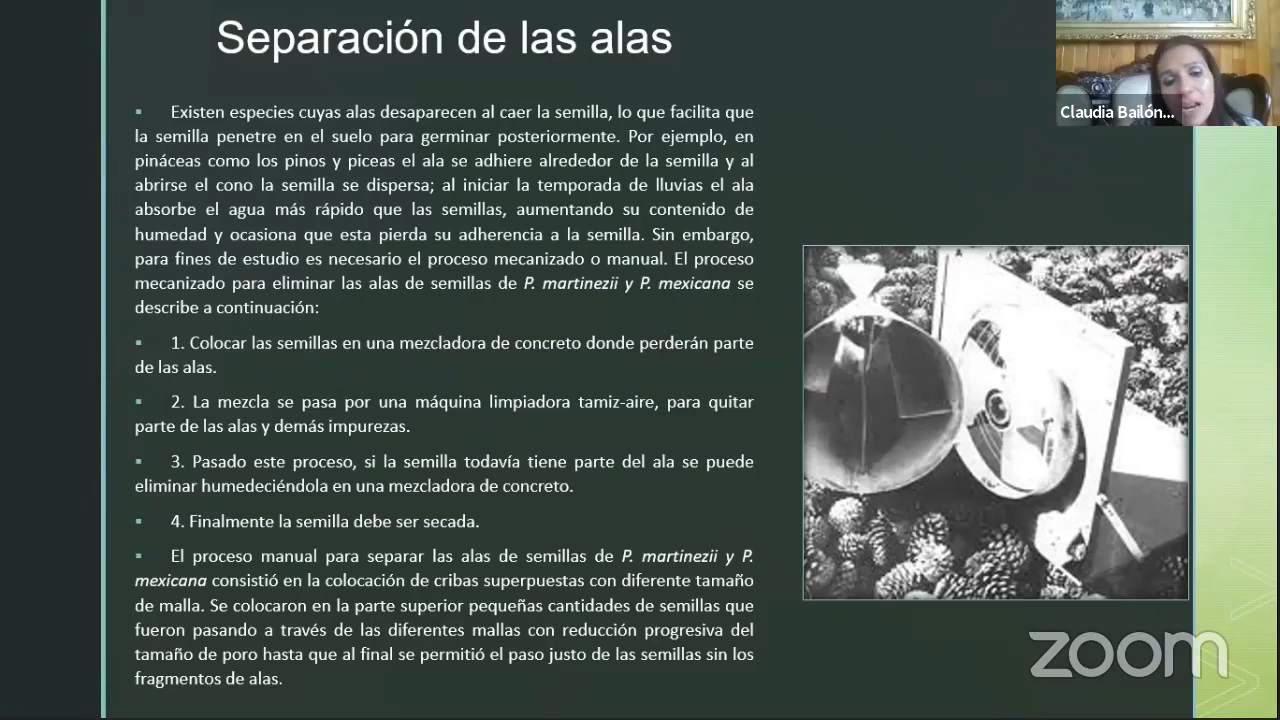 Separación de las alas
Claudia Bailón...
Existen especies cuyas alas desaparecen al caer la semilla, lo que facilita que
la semilla penetre en el suelo para germinar posteriormente. Por ejemplo, en
pináceas como los pinos y piceas el ala se adhiere alrededor de la semilla y al
abrirse el cono la semilla se dispersa; al iniciar la temporada de lluvias el ala
absorbe el agua más rápido que las semillas, aumentando su contenido de
humedad y ocasiona que esta pierda su adherencia a la semilla. Sin embargo,
para fines de estudio es necesario el proceso mecanizado o manual. El proceso
mecanizado para eliminar las alas de semillas de P. martinezii y P. mexicana se
describe a continuación:
1. Colocar las semillas en una mezcladora de concreto donde perderán parte
de las alas.
2. La mezcla se pasa por una máquina limpiadora tamiz-aire, para quitar
parte de las alas y demás impurezas.
3. Pasado este proceso, si la semilla todavía tiene parte del ala se puede
eliminar humedeciéndola en una mezcladora de concreto.
4. Finalmente la semilla debe ser secada.
El proceso manual para separar las alas de semillas de P. martinezii y P.
mexicana consistió en la colocación de cribas superpuestas con diferente tamaño
de malla. Se colocaron en la parte superior pequeñas cantidades de semillas que
fueron pasando a través de las diferentes mallas con reducción progresiva del
tamaño de poro hasta que al final se permitió el paso justo de las semillas sin los
fragmentos de alas.
zoom